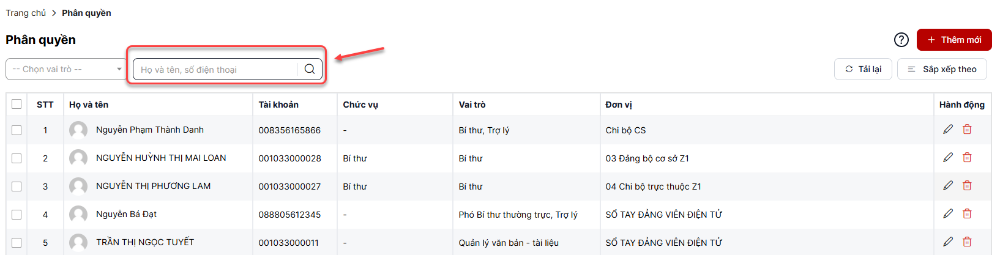 Trang chủ > Phân quyền
Phân quyền
? + Thêm mới
-- Chọn vai trò -- Họ và tên, số điện thoại Tải lại Sắp xếp theo
STT Họ và tên Tài khoản Chức vụ Vai trò Đơn vị Hành động
1 Nguyễn Phạm Thành Danh 008356165866 - Bí thư, Trợ lý Chi bộ CS
2 NGUYỄN HUỲNH THỊ MAI LOAN 001033000028 Bí thư Bí thư 03 Đảng bộ cơ sở Z1
3 NGUYỄN THỊ PHƯƠNG LAM 001033000027 Bí thư Bí thư 04 Chi bộ trực thuộc Z1
4 Nguyễn Bá Đạt 088805612345 - Phó Bí thư thường trực, Trợ lý SỔ TAY ĐẢNG VIÊN ĐIỆN TỬ
5 TRẦN THỊ NGỌC TUYẾT 001033000011 - Quản lý văn bản - tài liệu SỔ TAY ĐẢNG VIÊN ĐIỆN TỬ